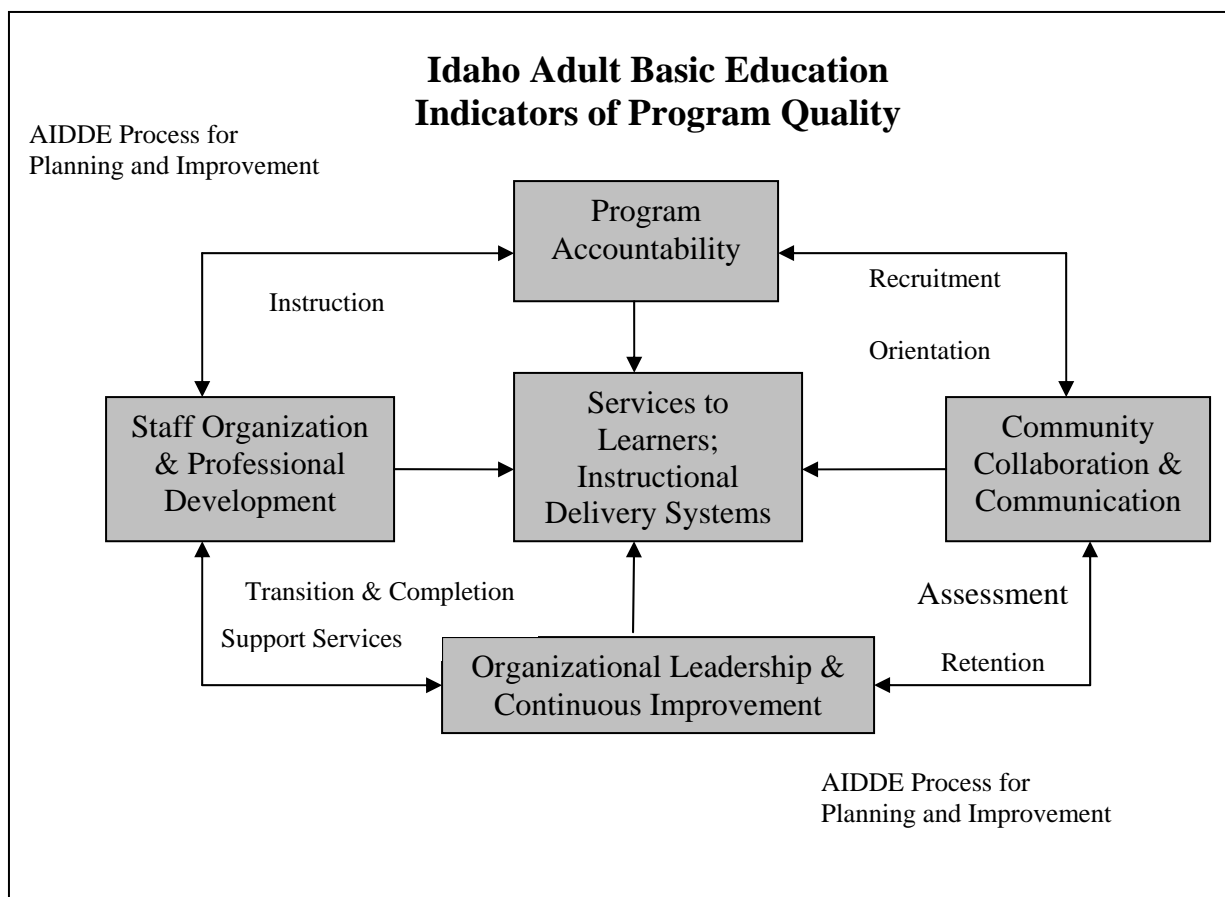 Idaho Adult Basic Education
Indicators of Program Quality
AIDDE Process for
Planning and Improvement
Program
Accountability
Recruitment
Instruction
Orientation
Staff Organization
& Professional
Development
Services to
Learners;
Instructional
Delivery Systems
Community
Collaboration &
Communication
Transition & Completion
Support Services
Assessment
Retention
Organizational Leadership &
Continuous Improvement
AIDDE Process for
Planning and Improvement